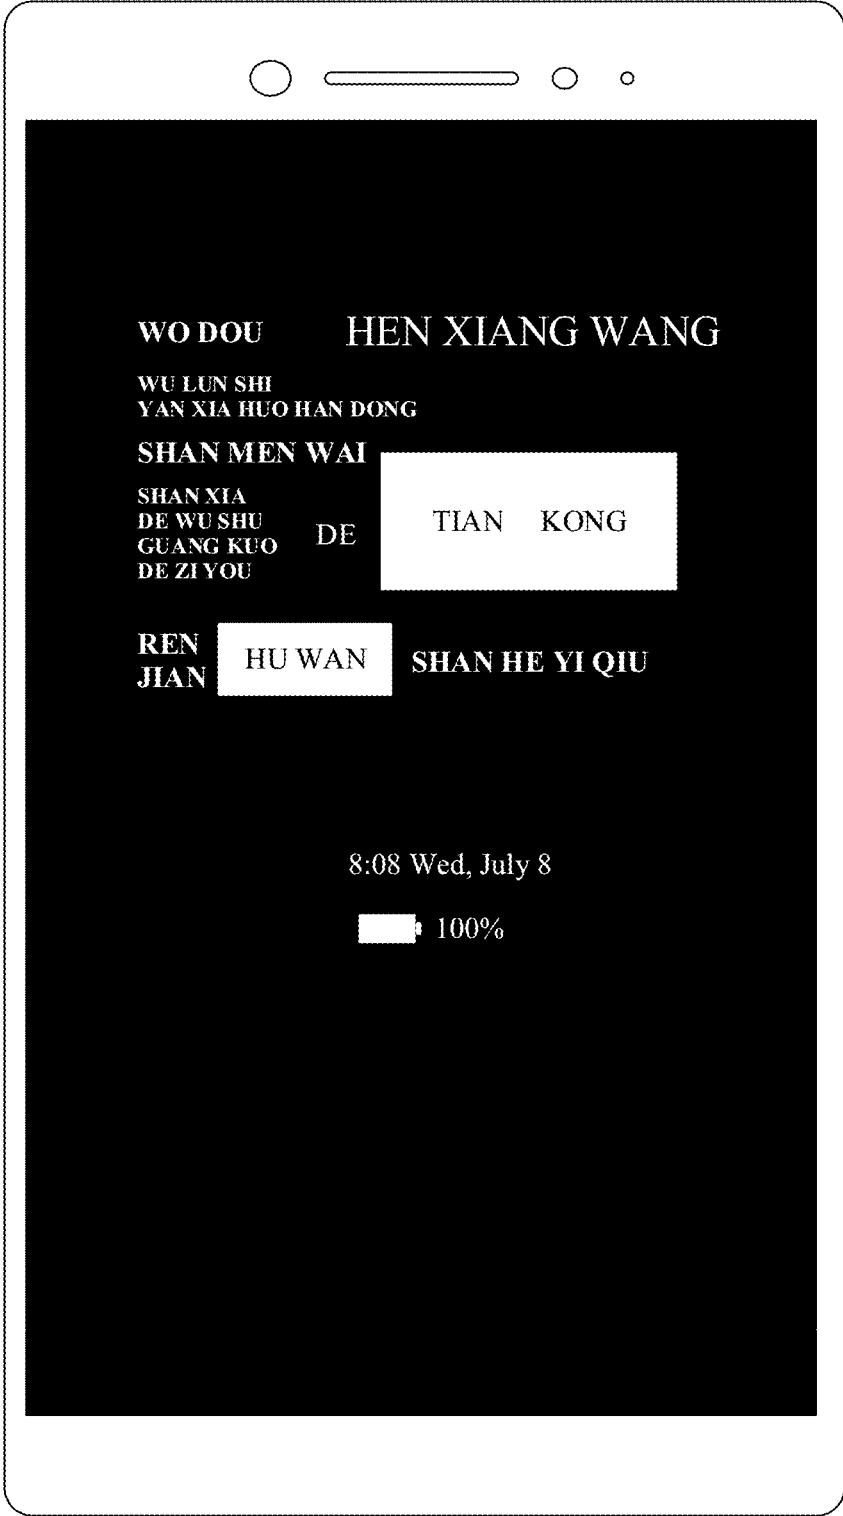 WO DOU HEN XIANG WANG
WU LUN SHI
YAN XIA HUO HAN DONG
SHAN MEN WAI
SHAN XIA
DE WU SHU
GUANG KUO
DE ZI YOU
DE
TIAN KONG
REN
JIAN
HU WAN
SHAN HE YI QIU
8:08 Wed, July 8
100%